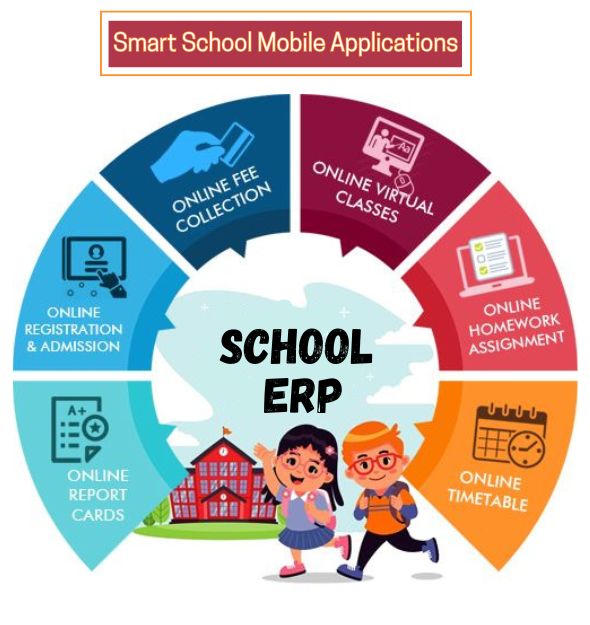 Smart School Mobile Applications
ONLINE FEE
COLLECTION
ONLINE VIRTUAL
CLASSES
Aa
ONLINE
REGISTRATION
& ADMISSION
ONLINE
HOMEWORK
ASSIGNMENT
SCHOOL
ERP
A+
ONLINE
REPORT
CARDS
ONLINE
TIMETABLE